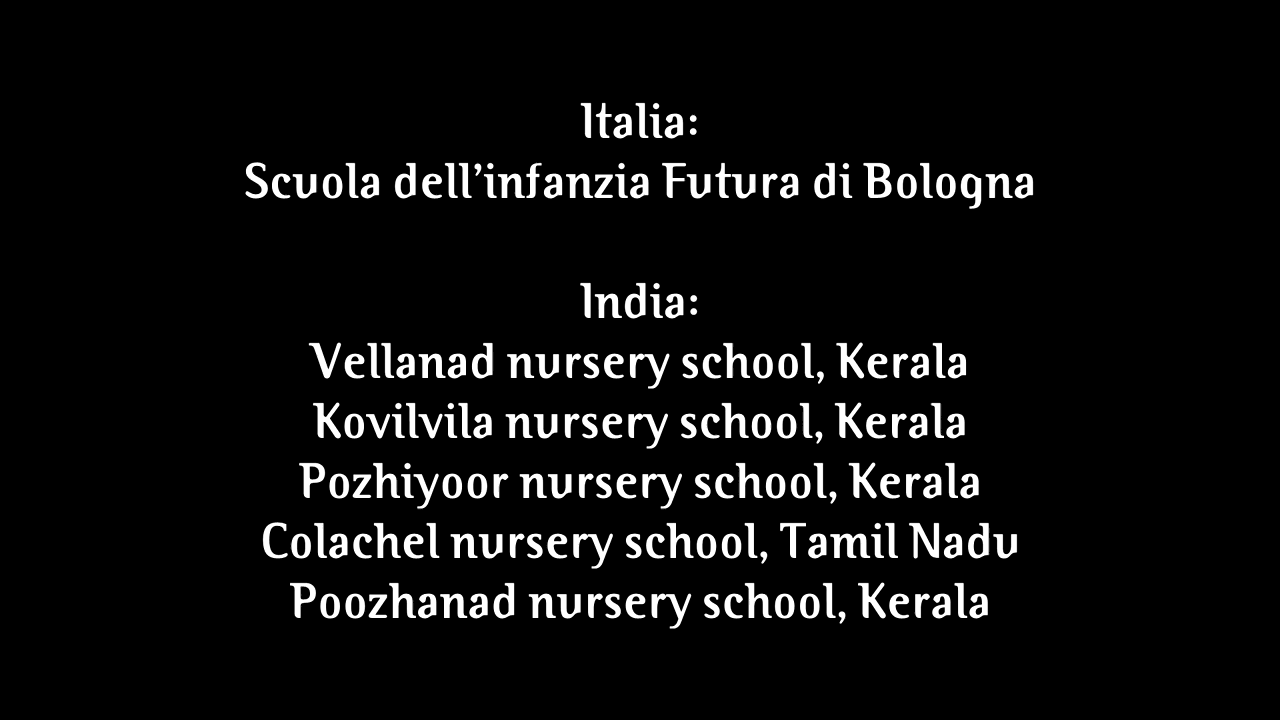 Italia:
Scuola dell’infanzia Futura di Bologna
India:
Vellanad nursery school, Kerala
Kovilvila nursery school, Kerala
Pozhiyoor nursery school, Kerala
Colachel nursery school, Tamil Nadu
Poozhanad nursery school, Kerala